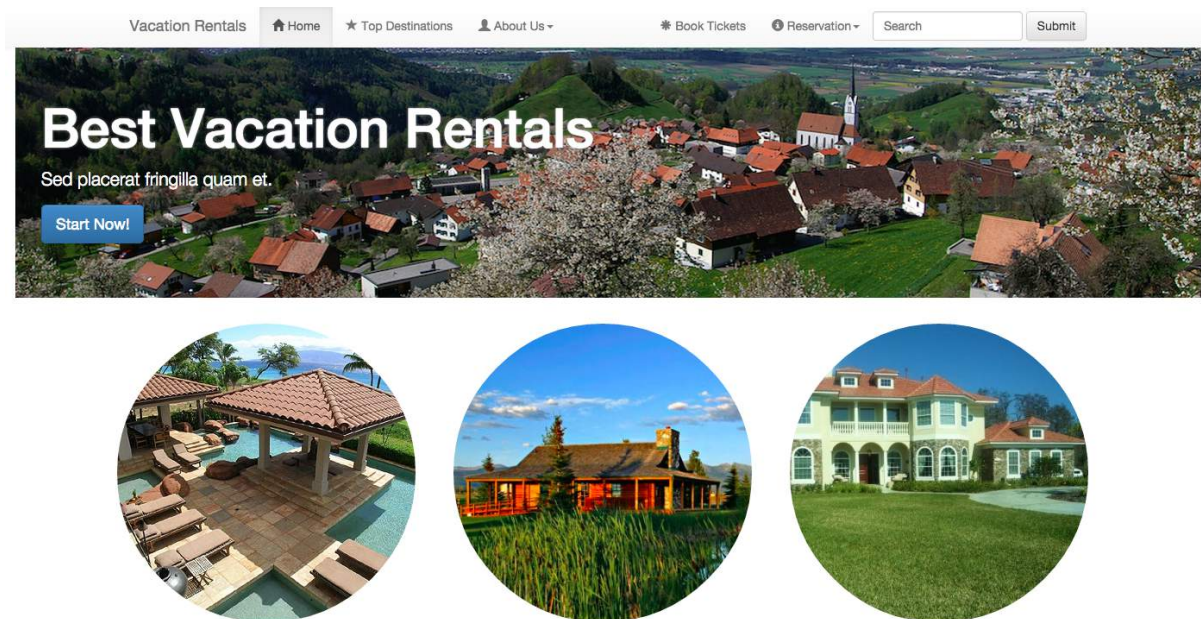 Vacation Rentals Home Top Destinations About Us Book Tickets Reservation Search Submit
Best Vacation Rentals
Sed placerat fringilla quam et.
Start Now!